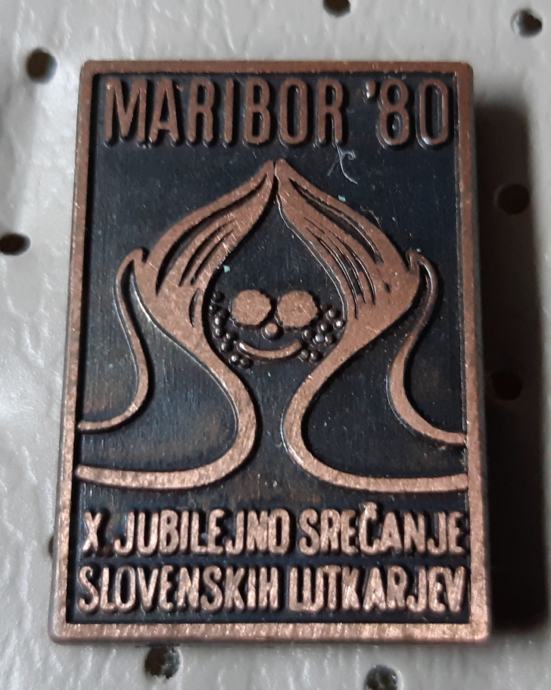 MARIBOR '80
X. JUBILEJNO SREČANJE
SLOVENSKIH LUTKARJEV